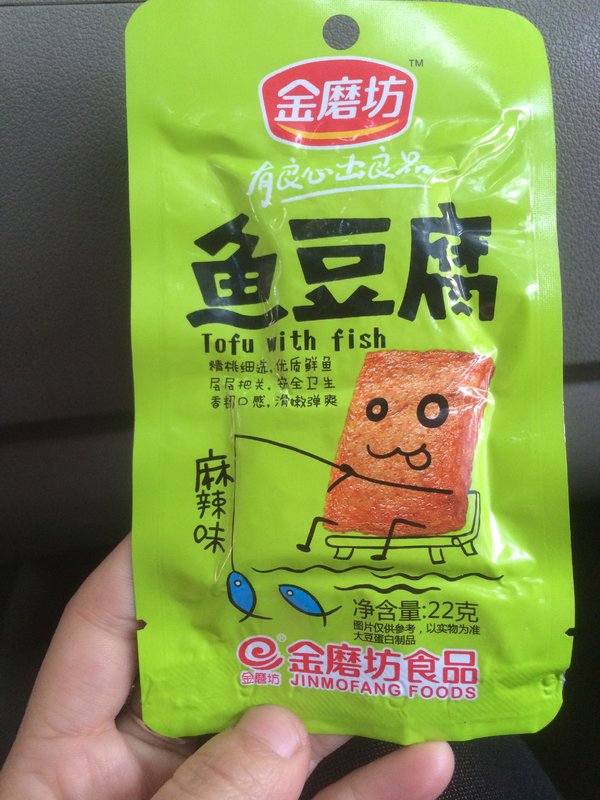 金磨坊
TM
有良心出良品
鱼豆腐
Tofu with fish
精挑细选,优质鲜鱼
层层把关,安全卫生
香韧口感,滑嫩弹爽
麻辣味
净含量:22克
图片仅供参考，以实物为准
大豆蛋白制品
®
金磨坊
金磨坊食品
JINMOFANG FOODS